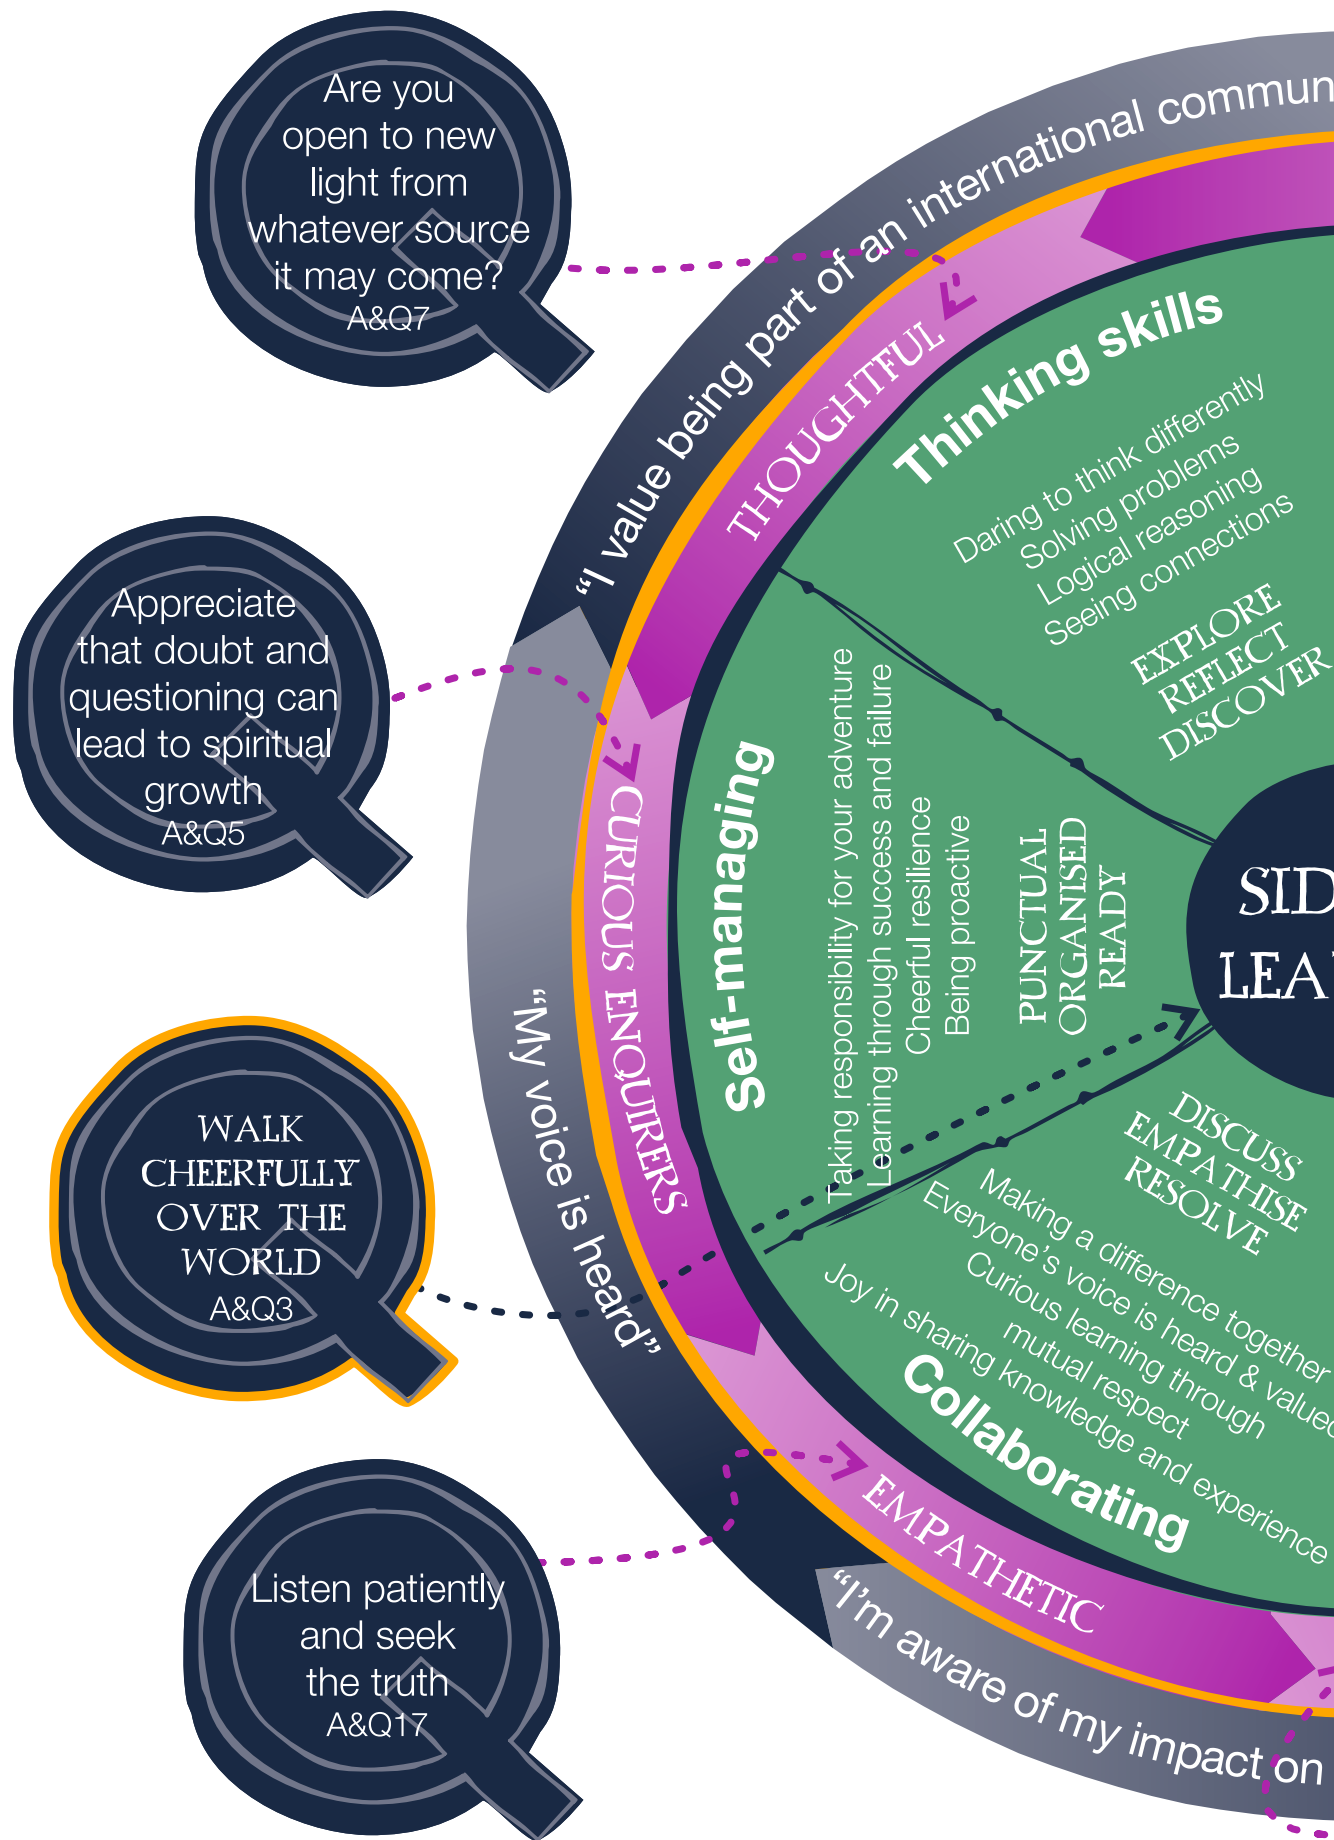 Are you
open to new
light from
whatever source
it may come?
A&Q7
Appreciate
that doubt and
questioning can
lead to spiritual
growth
A&Q5
WALK
CHEERFULLY
OVER THE
WORLD
A&Q3
Listen patiently
and seek
the truth
A&Q17
“I value being part of an international commun
“My voice is heard”
“I’m aware of my impact on
THOUGHTFUL
CURIOUS ENQUIRERS
EMPATHETIC
Thinking skills
Daring to think differently
Solving problems
Logical reasoning
Seeing connections
EXPLORE
REFLECT
DISCOVER
Self-managing
Taking responsibility for your adventure
Learning through success and failure
Cheerful resilience
Being proactive
PUNCTUAL
ORGANISED
READY
DISCUSS
EMPATHISE
RESOLVE
Making a difference together
Everyone’s voice is heard & valued
Curious learning through
mutual respect
Joy in sharing knowledge and experience
Collaborating
SID
LEA